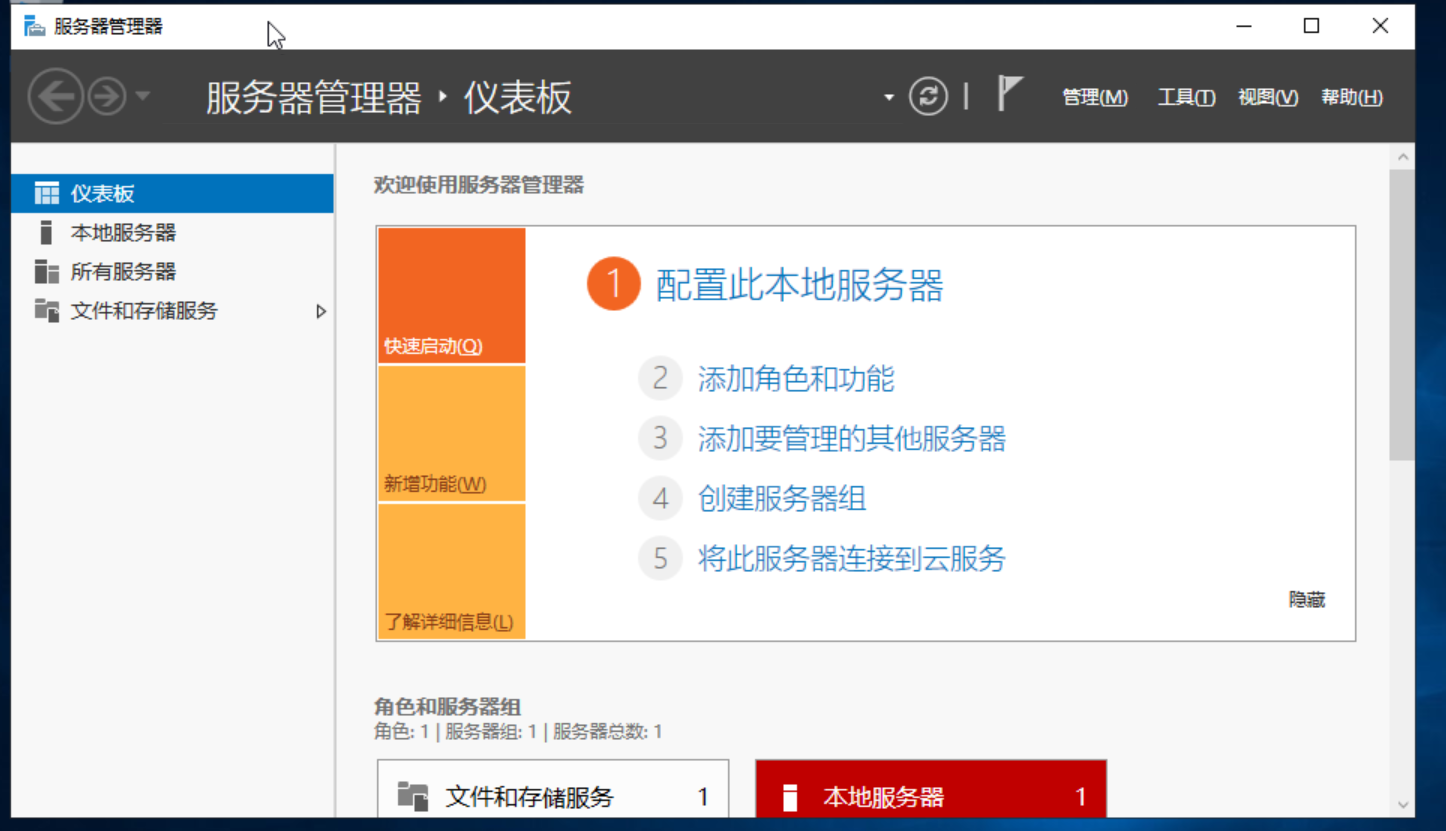 服务器管理器
服务器管理器 · 仪表板
管理(M) 工具(T) 视图(V) 帮助(H)
仪表板
本地服务器
所有服务器
文件和存储服务
欢迎使用服务器管理器
快速启动(Q)
新增功能(W)
了解详细信息(L)
1 配置此本地服务器
2 添加角色和功能
3 添加要管理的其他服务器
4 创建服务器组
5 将此服务器连接到云服务
隐藏
角色和服务器组
角色: 1 | 服务器组: 1 | 服务器总数: 1
文件和存储服务 1
本地服务器 1